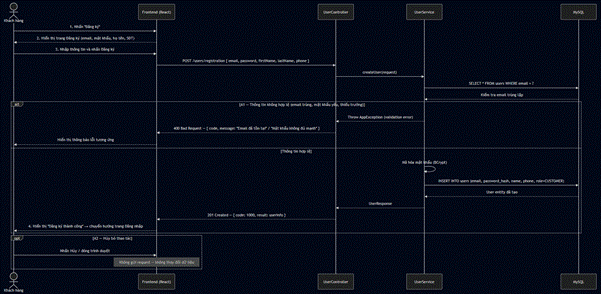 Khách hàng
Frontend (React)
UserController
UserService
MySQL
1. Nhấn "Đăng ký"
2. Hiển thị trang Đăng ký (email, mật khẩu, họ tên, SĐT)
3. Nhập thông tin và nhấn Đăng ký
POST /users/registration { email, password, firstName, lastName, phone }
createUser(request)
SELECT * FROM users WHERE email = ?
Kiểm tra email trùng lặp
alt
[A1 — Thông tin không hợp lệ (email trùng, mật khẩu yếu, thiếu trường)]
Throw AppException (validation error)
400 Bad Request — { code, message: "Email đã tồn tại" / "Mật khẩu không đủ mạnh" }
Hiển thị thông báo lỗi tương ứng
[Thông tin hợp lệ]
Mã hóa mật khẩu (BCrypt)
INSERT INTO users (email, password_hash, name, phone, role=CUSTOMER)
User entity đã tạo
UserResponse
201 Created — { code: 1000, result: userInfo }
4. Hiển thị "Đăng ký thành công" → chuyển hướng trang Đăng nhập
opt
[A2 — Hủy bỏ thao tác]
Nhấn Hủy / đóng trình duyệt
Không gửi request — không thay đổi dữ liệu
Khách hàng
Frontend (React)
UserController
UserService
MySQL